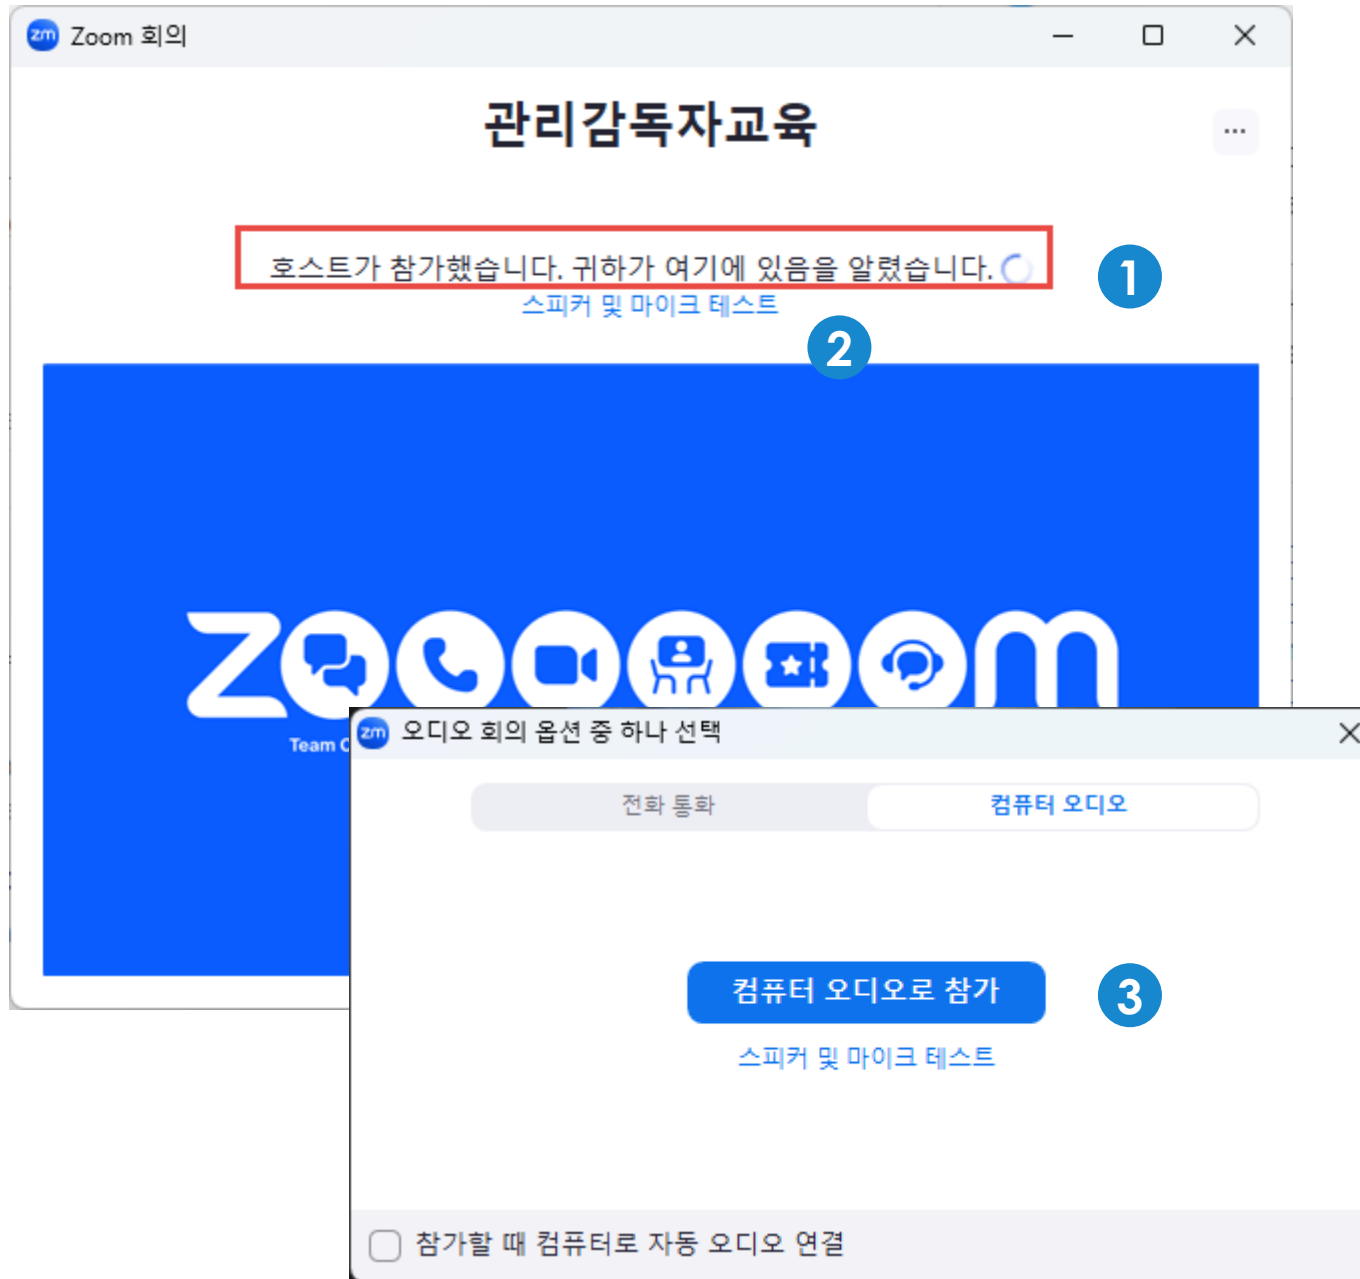 zm Zoom 회의
관리감독자교육
호스트가 참가했습니다. 귀하가 여기에 있음을 알렸습니다.
1
스피커 및 마이크 테스트
2
zoom
Team C
zm 오디오 회의 옵션 중 하나 선택
전화 통화
컴퓨터 오디오
컴퓨터 오디오로 참가
3
스피커 및 마이크 테스트
참가할 때 컴퓨터로 자동 오디오 연결